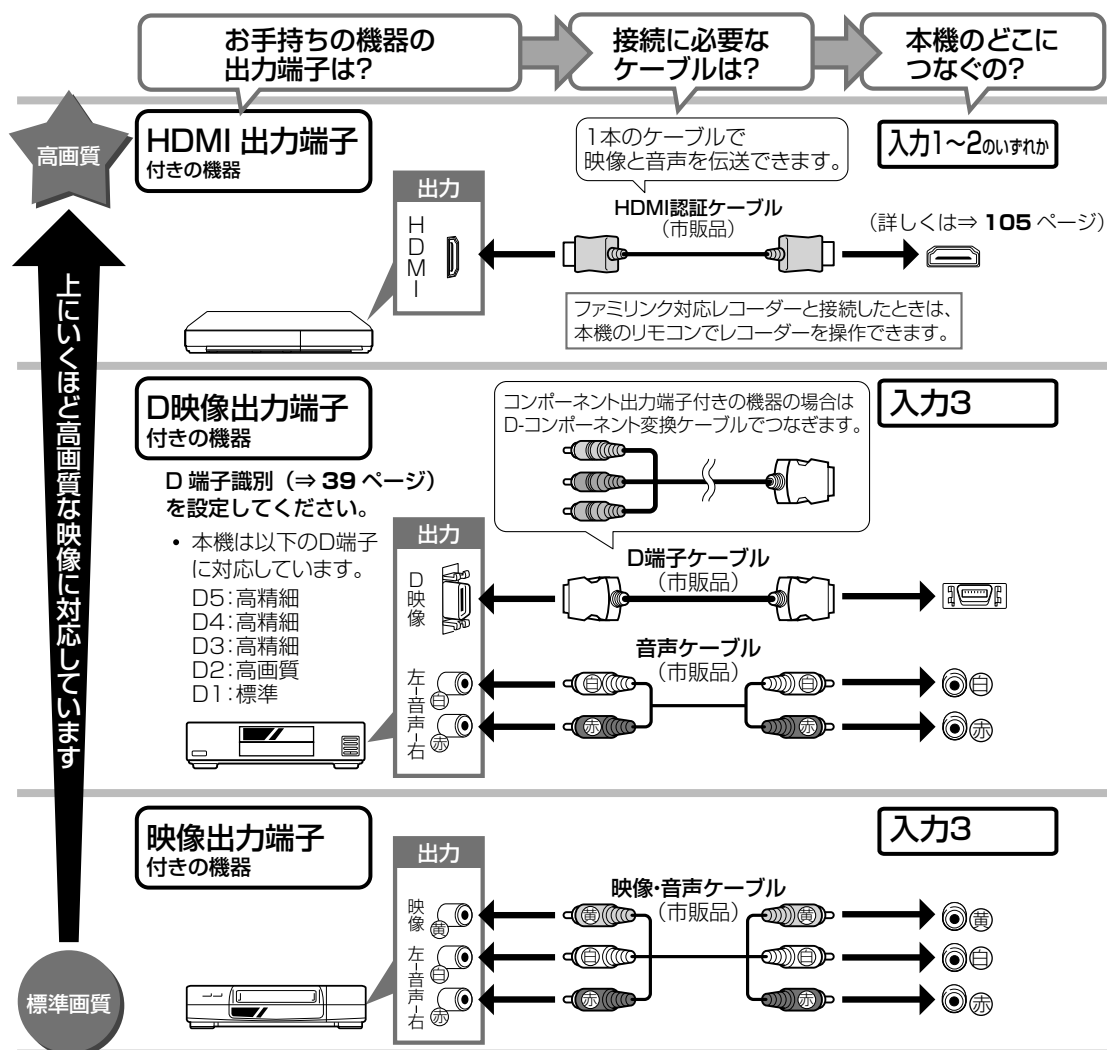 お手持ちの機器の
出力端子は?
接続に必要な
ケーブルは?
本機のどこに
つなぐの?
高画質
上にいくほど高画質な映像に対応しています
標準画質
HDMI 出力端子
付きの機器
出力
HDMI
1本のケーブルで
映像と音声を伝送できます。
HDMI認証ケーブル
(市販品)
入力1~2のいずれか
(詳しくは⇒ 105 ページ)
ファミリンク対応レコーダーと接続したときは、
本機のリモコンでレコーダーを操作できます。
D映像出力端子
付きの機器
D 端子識別(⇒ 39 ページ)
を設定してください。
• 本機は以下のD端子
に対応しています。
D5:高精細
D4:高精細
D3:高精細
D2:高画質
D1:標準
出力
D映像
左-音声-右
白
赤
コンポーネント出力端子付きの機器の場合は
D-コンポーネント変換ケーブルでつなぎます。
D端子ケーブル
(市販品)
音声ケーブル
(市販品)
白 白
赤 赤
入力3
白
赤
映像出力端子
付きの機器
出力
映像
黄
左-音声-右
白
赤
映像・音声ケーブル
(市販品)
黄 黄
白 白
赤 赤
入力3
黄
白
赤